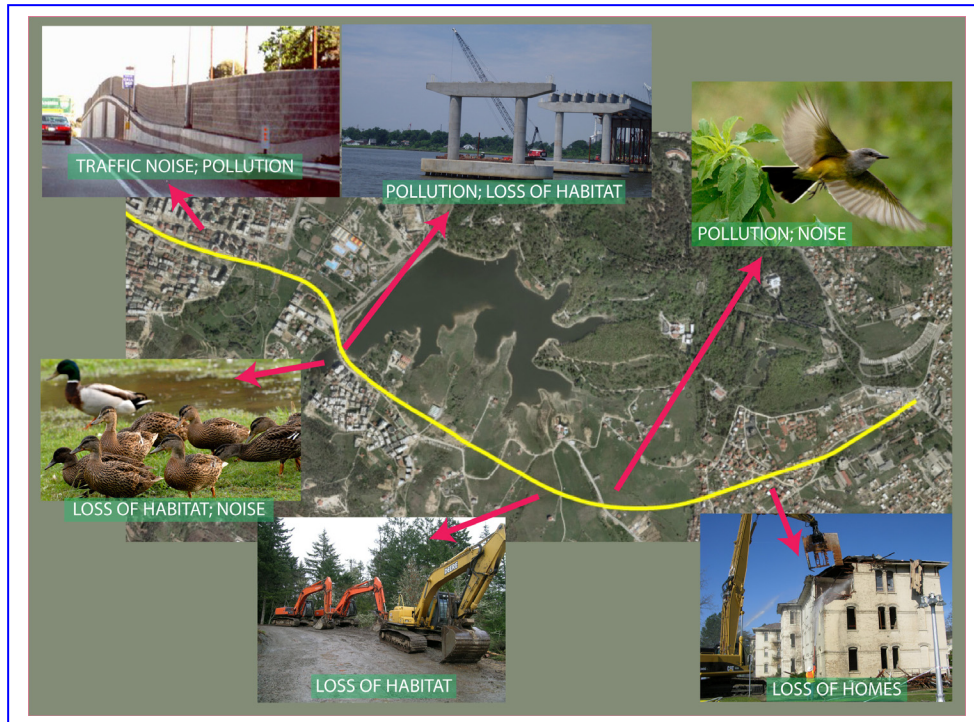 TRAFFIC NOISE; POLLUTION
POLLUTION; LOSS OF HABITAT
POLLUTION; NOISE
LOSS OF HABITAT; NOISE
LOSS OF HABITAT
LOSS OF HOMES